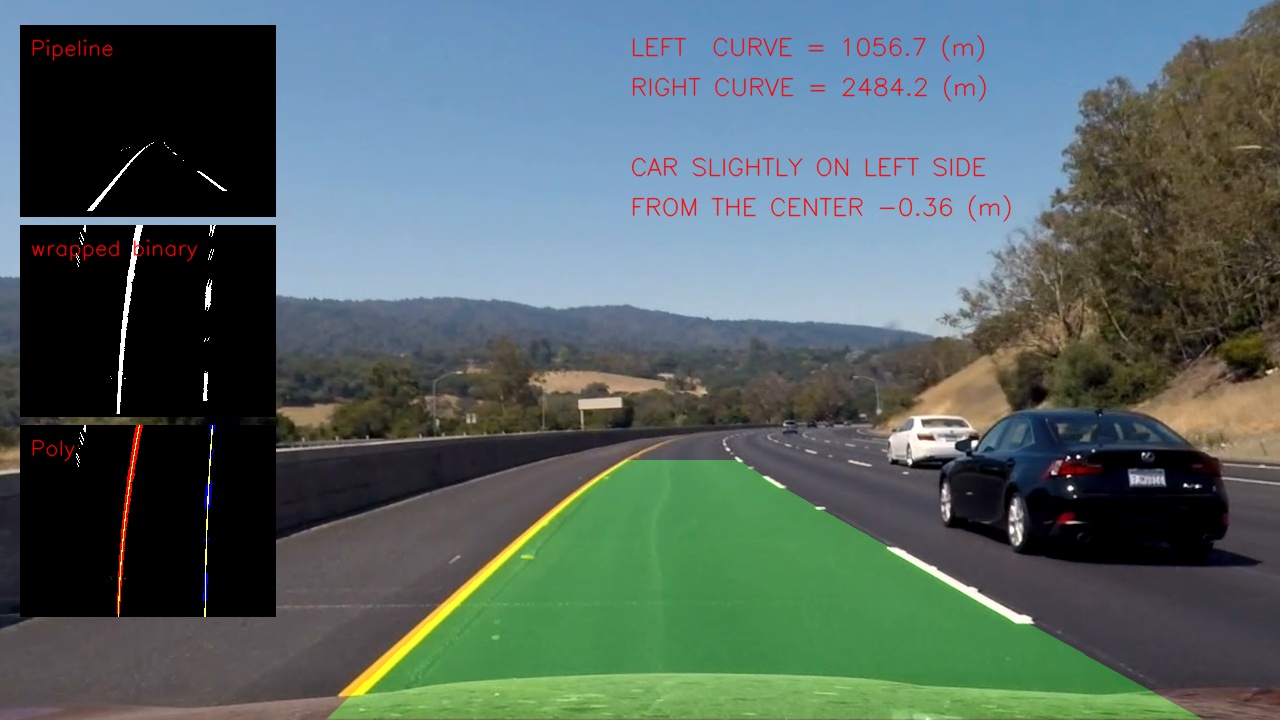 Pipeline
wrapped binary
Poly
LEFT CURVE = 1056.7 (m)
RIGHT CURVE = 2484.2 (m)
CAR SLIGHTLY ON LEFT SIDE
FROM THE CENTER -0.36 (m)